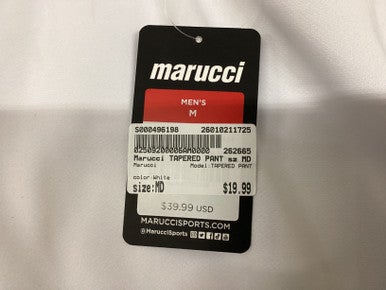 marucci
MEN'S
M
S000496198 26010211725
02509200006AM0000 262665
Marucci TAPERED PANT sz MD
Marucci Model: TAPERED PANT
color:White
size:MD $19.99
$39.99 USD
MARUCCISPORTS.COM
@MarucciSports